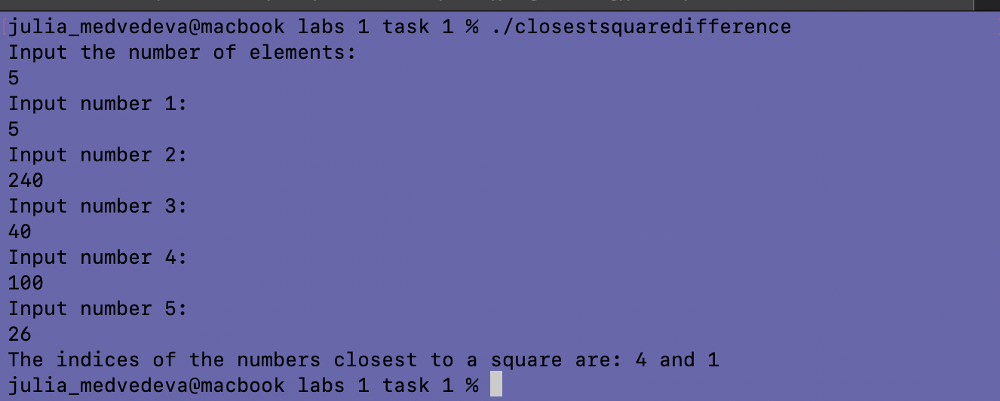 julia_medvedeva@macbook labs 1 task 1 % ./closestsquaredifference
Input the number of elements:
5
Input number 1:
5
Input number 2:
240
Input number 3:
40
Input number 4:
100
Input number 5:
26
The indices of the numbers closest to a square are: 4 and 1
julia_medvedeva@macbook labs 1 task 1 %